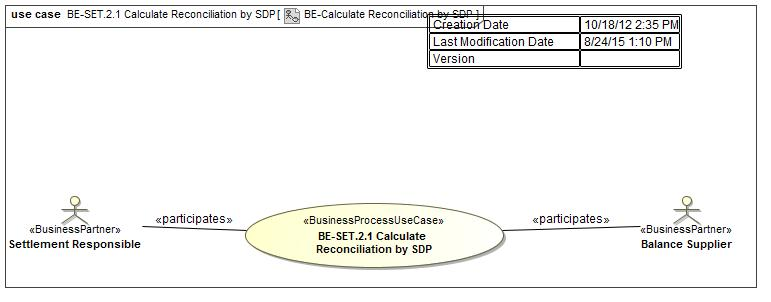 use case BE-SET.2.1 Calculate Reconciliation by SDP [ BE-Calculate Reconciliation by SDP ]
Creation Date 10/18/12 2:35 PM
Last Modification Date 8/24/15 1:10 PM
Version
«participates»
«participates»
«BusinessPartner»
Settlement Responsible
«BusinessProcessUseCase»
BE-SET.2.1 Calculate
Reconciliation by SDP
«BusinessPartner»
Balance Supplier